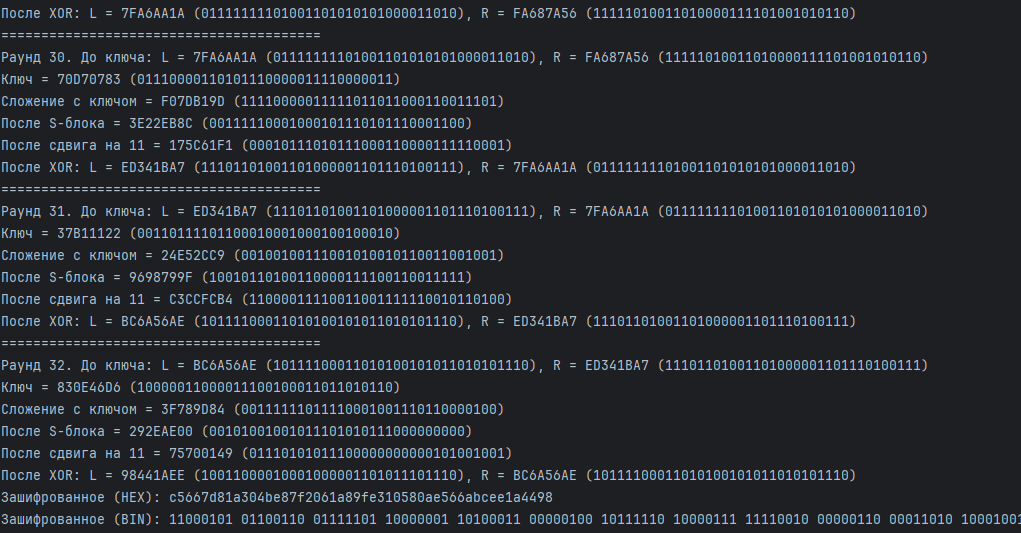 После XOR: L = 7FA6AA1A (01111111101001101010101000011010), R = FA687A56 (11111010011010000111101001010110)
========================================
Раунд 30. До ключа: L = 7FA6AA1A (01111111101001101010101000011010), R = FA687A56 (11111010011010000111101001010110)
Ключ = 70D70783 (01110000110101110000011110000011)
Сложение с ключом = F07DB19D (11110000011111011011000110011101)
После S-блока = 3E22EB8C (00111110001000101110101110001100)
После сдвига на 11 = 175C61F1 (00010111010111000110000111110001)
После XOR: L = ED341BA7 (11101101001101000001101110100111), R = 7FA6AA1A (01111111101001101010101000011010)
========================================
Раунд 31. До ключа: L = ED341BA7 (11101101001101000001101110100111), R = 7FA6AA1A (01111111101001101010101000011010)
Ключ = 37B11122 (00110111101100010001000100100010)
Сложение с ключом = 24E52CC9 (00100100111001010010110011001001)
После S-блока = 9698799F (10010110100110000111100110011111)
После сдвига на 11 = C3CCFCB4 (11000011110011001111110010110100)
После XOR: L = BC6A56AE (10111100011010100101011010101110), R = ED341BA7 (11101101001101000001101110100111)
========================================
Раунд 32. До ключа: L = BC6A56AE (10111100011010100101011010101110), R = ED341BA7 (11101101001101000001101110100111)
Ключ = 830E46D6 (10000011000011100100011011010110)
Сложение с ключом = 3F789D84 (00111111011110001001110110000100)
После S-блока = 292EAE00 (00101001001011101010111000000000)
После сдвига на 11 = 75700149 (01110101011100000000000101001001)
После XOR: L = 98441AEE (10011000010001000001101011101110), R = BC6A56AE (10111100011010100101011010101110)
Зашифрованное (HEX): c5667d81a304be87f2061a89fe310580ae566abcee1a4498
Зашифрованное (BIN): 11000101 01100110 01111101 10000001 10100011 00000100 10111110 10000111 11110010 00000110 00011010 10001001